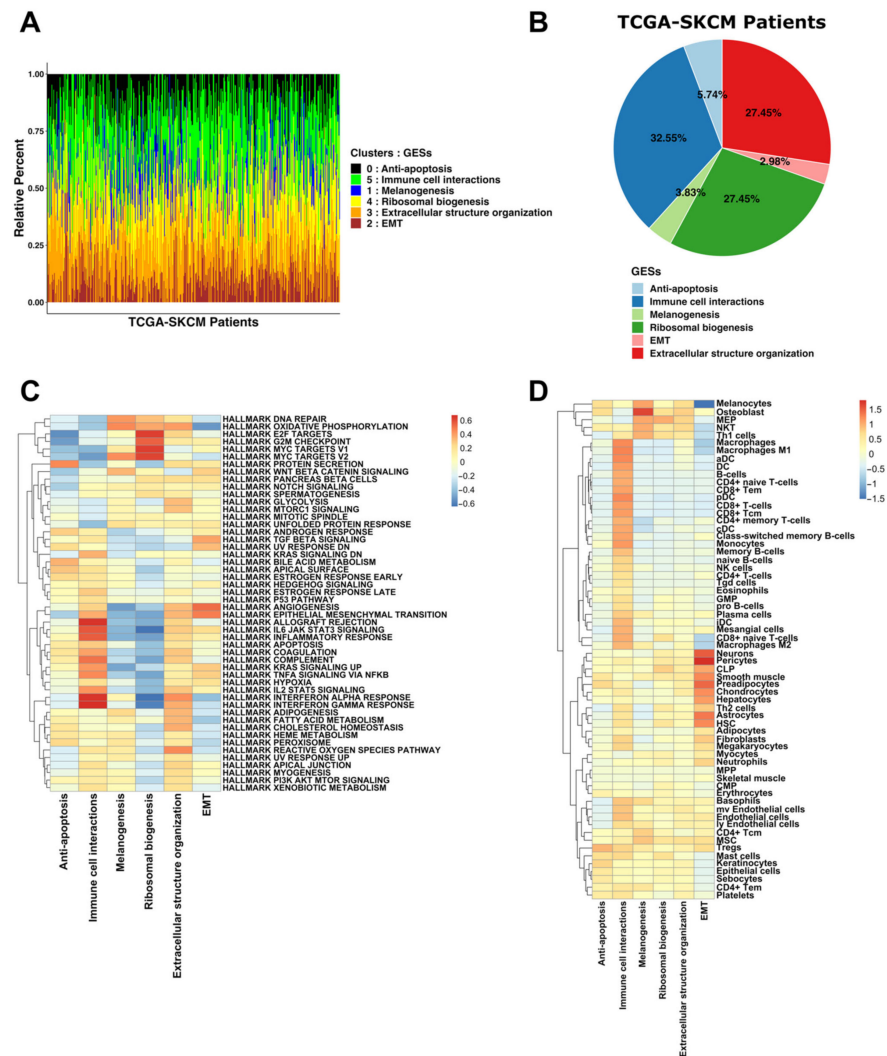 A
1.00
0.75
0.50
0.25
0.00
Relative Percent
TCGA-SKCM Patients
Clusters : GESs
0 : Anti-apoptosis
5 : Immune cell interactions
1 : Melanogenesis
4 : Ribosomal biogenesis
3 : Extracellular structure organization
2 : EMT
B
TCGA-SKCM Patients
5.74%
27.45%
32.55%
2.98%
3.83%
27.45%
GESs
Anti-apoptosis
Immune cell interactions
Melanogenesis
Ribosomal biogenesis
EMT
Extracellular structure organization
C
HALLMARK DNA REPAIR
HALLMARK OXIDATIVE PHOSPHORYLATION
HALLMARK E2F TARGETS
HALLMARK G2M CHECKPOINT
HALLMARK MYC TARGETS V1
HALLMARK MYC TARGETS V2
HALLMARK PROTEIN SECRETION
HALLMARK WNT BETA CATENIN SIGNALING
HALLMARK PANCREAS BETA CELLS
HALLMARK NOTCH SIGNALING
HALLMARK SPERMATOGENESIS
HALLMARK GLYCOLYSIS
HALLMARK MTORC1 SIGNALING
HALLMARK MITOTIC SPINDLE
HALLMARK UNFOLDED PROTEIN RESPONSE
HALLMARK ANDROGEN RESPONSE
HALLMARK TGF BETA SIGNALING
HALLMARK UV RESPONSE DN
HALLMARK KRAS SIGNALING DN
HALLMARK BILE ACID METABOLISM
HALLMARK APICAL SURFACE
HALLMARK ESTROGEN RESPONSE EARLY
HALLMARK HEDGEHOG SIGNALING
HALLMARK ESTROGEN RESPONSE LATE
HALLMARK P53 PATHWAY
HALLMARK ANGIOGENESIS
HALLMARK EPITHELIAL MESENCHYMAL TRANSITION
HALLMARK ALLOGRAFT REJECTION
HALLMARK IL6 JAK STAT3 SIGNALING
HALLMARK INFLAMMATORY RESPONSE
HALLMARK APOPTOSIS
HALLMARK COAGULATION
HALLMARK COMPLEMENT
HALLMARK KRAS SIGNALING UP
HALLMARK TNFA SIGNALING VIA NFKB
HALLMARK HYPOXIA
HALLMARK IL2 STAT5 SIGNALING
HALLMARK INTERFERON ALPHA RESPONSE
HALLMARK INTERFERON GAMMA RESPONSE
HALLMARK ADIPOGENESIS
HALLMARK FATTY ACID METABOLISM
HALLMARK CHOLESTEROL HOMEOSTASIS
HALLMARK HEME METABOLISM
HALLMARK PEROXISOME
HALLMARK REACTIVE OXYGEN SPECIES PATHWAY
HALLMARK UV RESPONSE UP
HALLMARK APICAL JUNCTION
HALLMARK MYOGENESIS
HALLMARK PI3K AKT MTOR SIGNALING
HALLMARK XENOBIOTIC METABOLISM
0.6
0.4
0.2
0
-0.2
-0.4
-0.6
Anti-apoptosis
Immune cell interactions
Melanogenesis
Ribosomal biogenesis
Extracellular structure organization
EMT
D
Melanocytes
Osteoblast
MEP
NKT
Th1 cells
Macrophages
Macrophages M1
aDC
DC
B-cells
CD4+ naive T-cells
CD8+ Tem
pDC
CD8+ T-cells
CD8+ Tcm
CD4+ memory T-cells
cDC
Class-switched memory B-cells
Monocytes
Memory B-cells
naive B-cells
NK cells
CD4+ T-cells
Tgd cells
Eosinophils
GMP
pro B-cells
Plasma cells
iDC
Mesangial cells
CD8+ naive T-cells
Macrophages M2
Neurons
Pericytes
CLP
Smooth muscle
Preadipocytes
Chondrocytes
Hepatocytes
Th2 cells
Astrocytes
HSC
Adipocytes
Fibroblasts
Megakaryocytes
Myocytes
Neutrophils
MPP
Skeletal muscle
CMP
Erythrocytes
Basophils
mv Endothelial cells
Endothelial cells
ly Endothelial cells
CD4+ Tcm
MSC
Tregs
Mast cells
Keratinocytes
Epithelial cells
Sebocytes
CD4+ Tem
Platelets
1.5
1
0.5
0
-0.5
-1
-1.5
Anti-apoptosis
Immune cell interactions
Melanogenesis
Ribosomal biogenesis
Extracellular structure organization
EMT